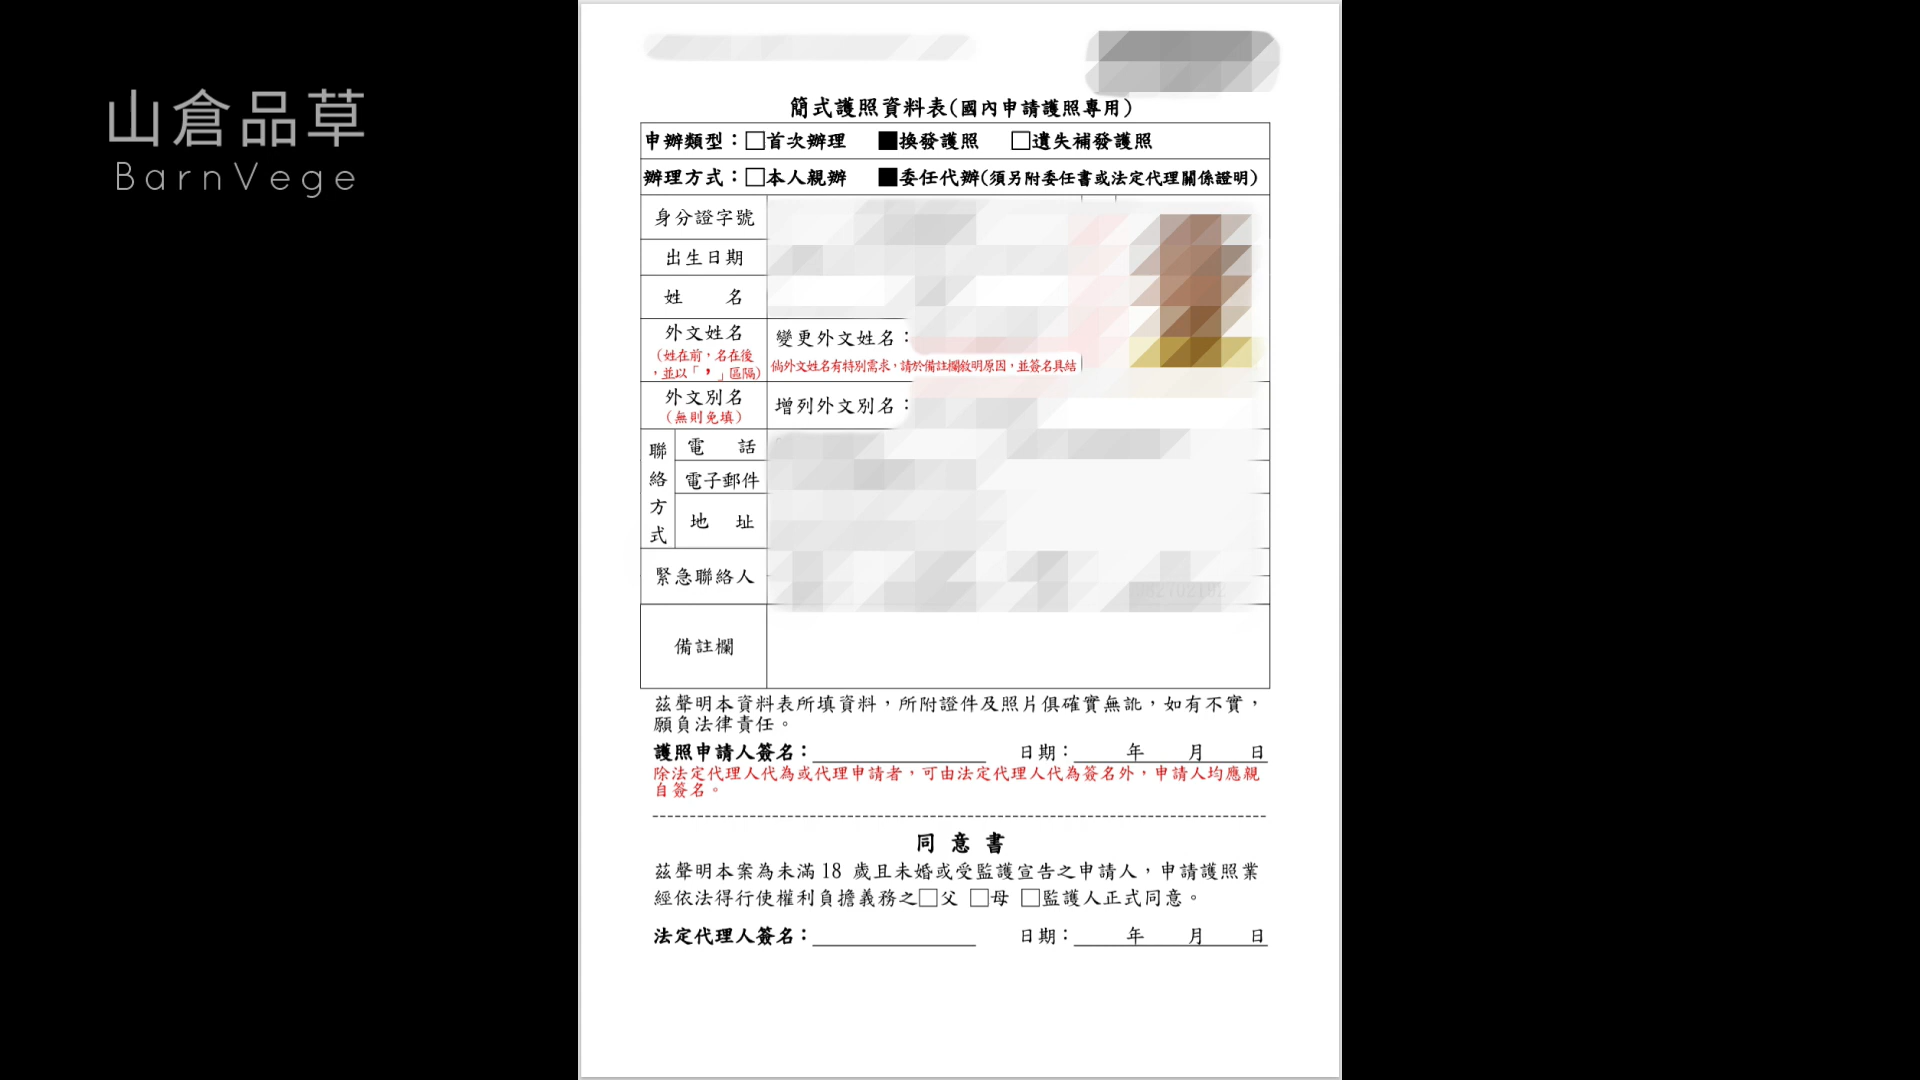 山倉品草
BarnVege
簡式護照資料表(國內申請護照專用)
申辦類型：□首次辦理 ■換發護照 □遺失補發護照
辦理方式：□本人親辦 ■委任代辦(須另附委任書或法定代理關係證明)
身分證字號
出生日期
姓 名
外文姓名
(姓在前，名在後
，並以「，」區隔)
變更外文姓名：
倘外文姓名有特別需求，請於備註欄敘明原因，並簽名具結
外文別名
(無則免填)
增列外文別名：
聯絡方式
電 話
電子郵件
地 址
緊急聯絡人
備註欄
茲聲明本資料表所填資料，所附證件及照片俱確實無訛，如有不實，
願負法律責任。
護照申請人簽名： 日期： 年 月 日
除法定代理人代為或代理申請者，可由法定代理人代為簽名外，申請人均應親
自簽名。
同意書
茲聲明本案為未滿18 歲且未婚或受監護宣告之申請人，申請護照業
經依法得行使權利負擔義務之□父 □母 □監護人正式同意。
法定代理人簽名： 日期： 年 月 日